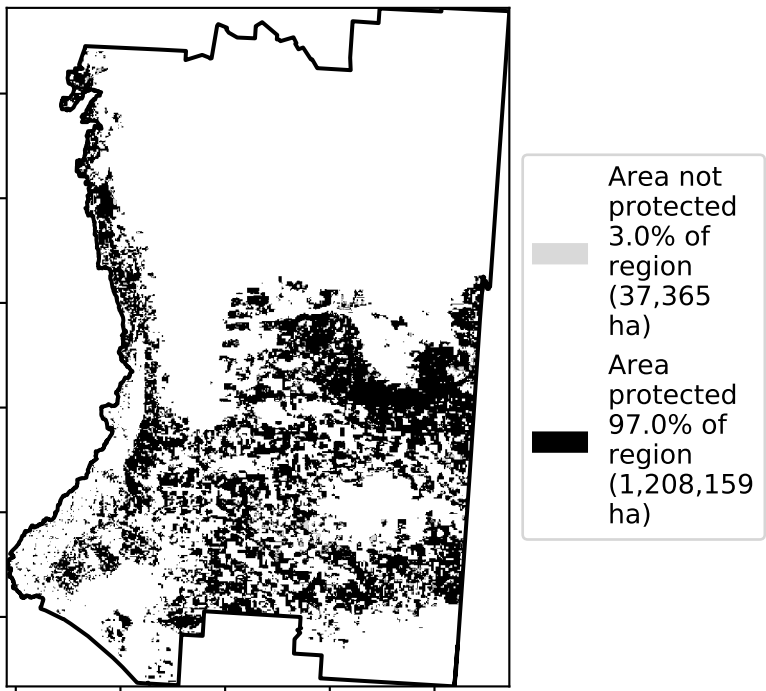 Area not
protected
3.0% of
region
(37,365
ha)
Area
protected
97.0% of
region
(1,208,159
ha)